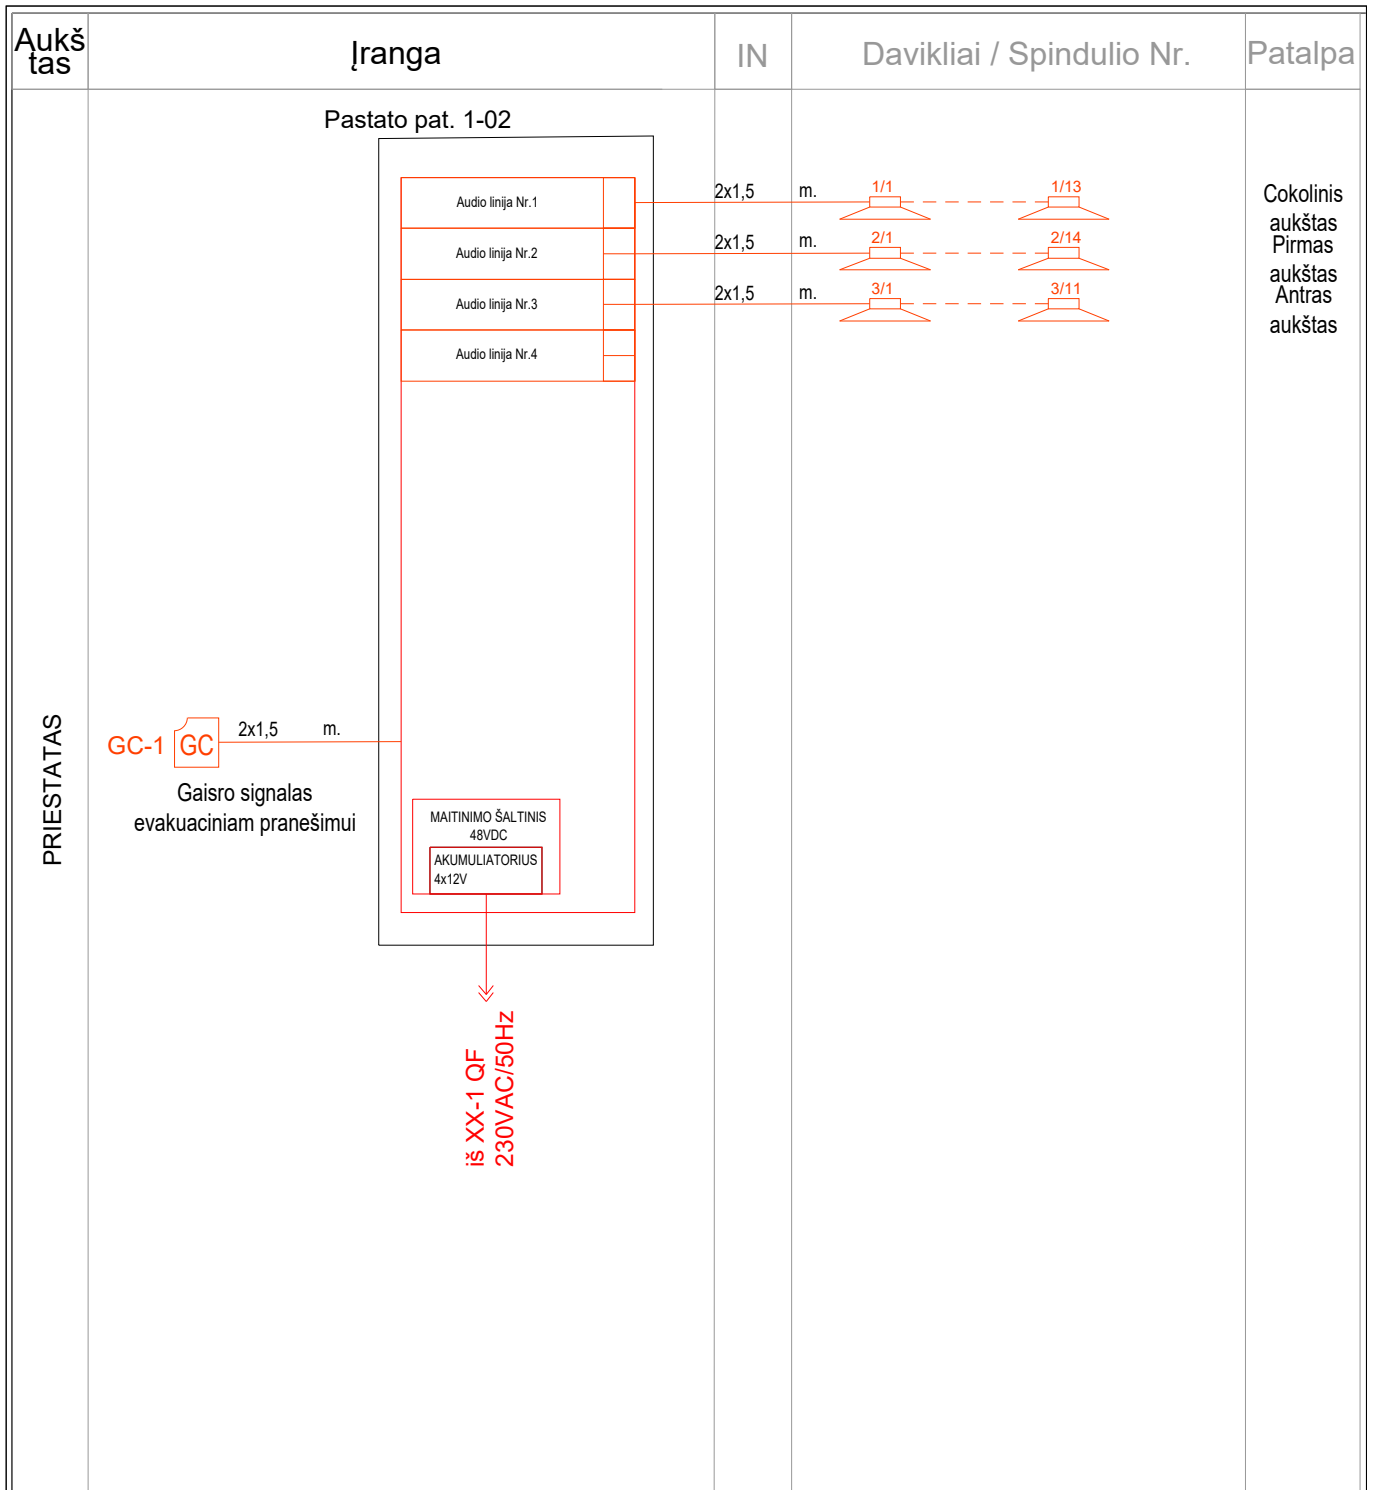 Aukš
tas
Įranga
IN
Davikliai / Spindulio Nr.
Patalpa
Pastato pat. 1-02
Audio linija Nr.1
2x1,5
m.
1/1
1/13
Cokolinis
aukštas
Audio linija Nr.2
2x1,5
m.
2/1
2/14
Pirmas
aukštas
Audio linija Nr.3
2x1,5
m.
3/1
3/11
Antras
aukštas
Audio linija Nr.4
PRIESTATAS
GC-1
GC
2x1,5
m.
Gaisro signalas
evakuaciniam pranešimui
MAITINIMO ŠALTINIS
48VDC
AKUMULIATORIUS
4x12V
iš XX-1 QF
230VAC/50Hz